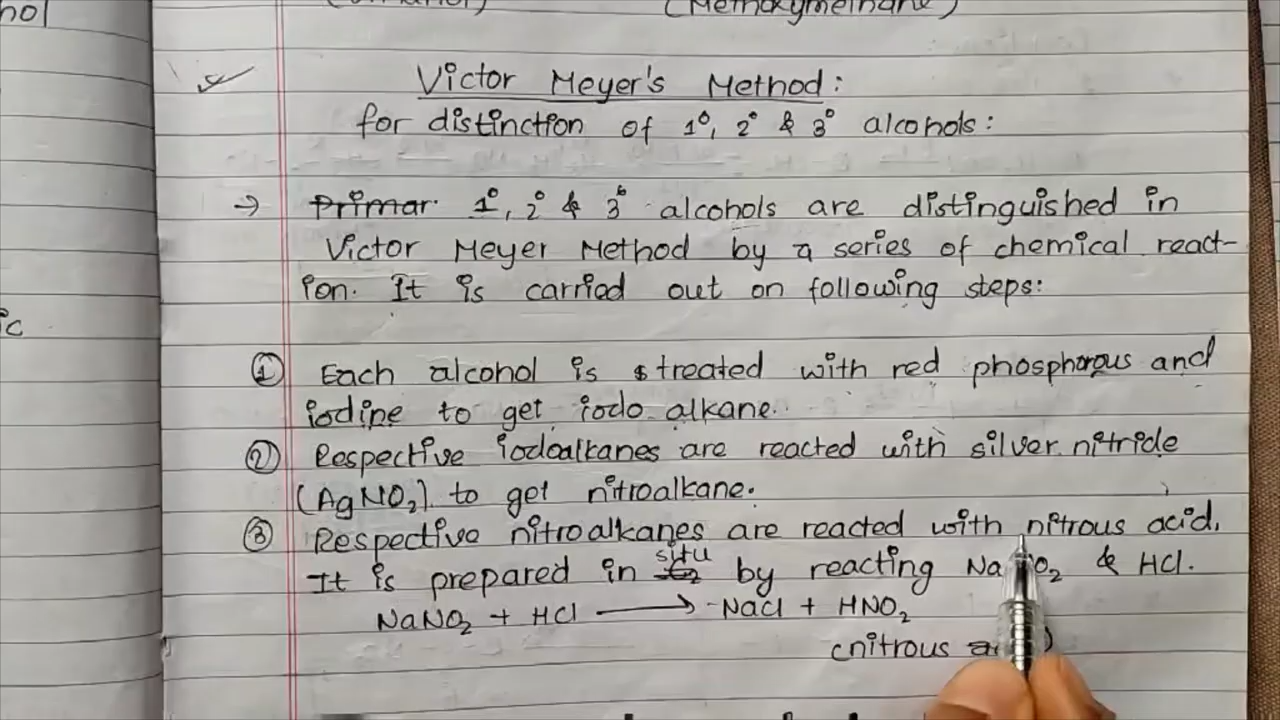 nol
(Methoxymethane)
Victor Meyer's Method:
for distinction of 1°, 2° & 3° alcohols:
→ Primar. 1°, 2° & 3° alcohols are distinguished in
Victor Meyer Method by a series of chemical react-
ion. It is carried out on following steps:
ic
① Each alcohol is treated with red phosphorous and
iodine to get iodo alkane.
② Respective iodoalkanes are reacted with silver nitride
(AgNO₂) to get nitroalkane.
③ Respective nitroalkanes are reacted with nitrous acid.
It is prepared in situ by reacting NaNO₂ & HCl.
NaNO₂ + HCl ⟶ NaCl + HNO₂
(nitrous